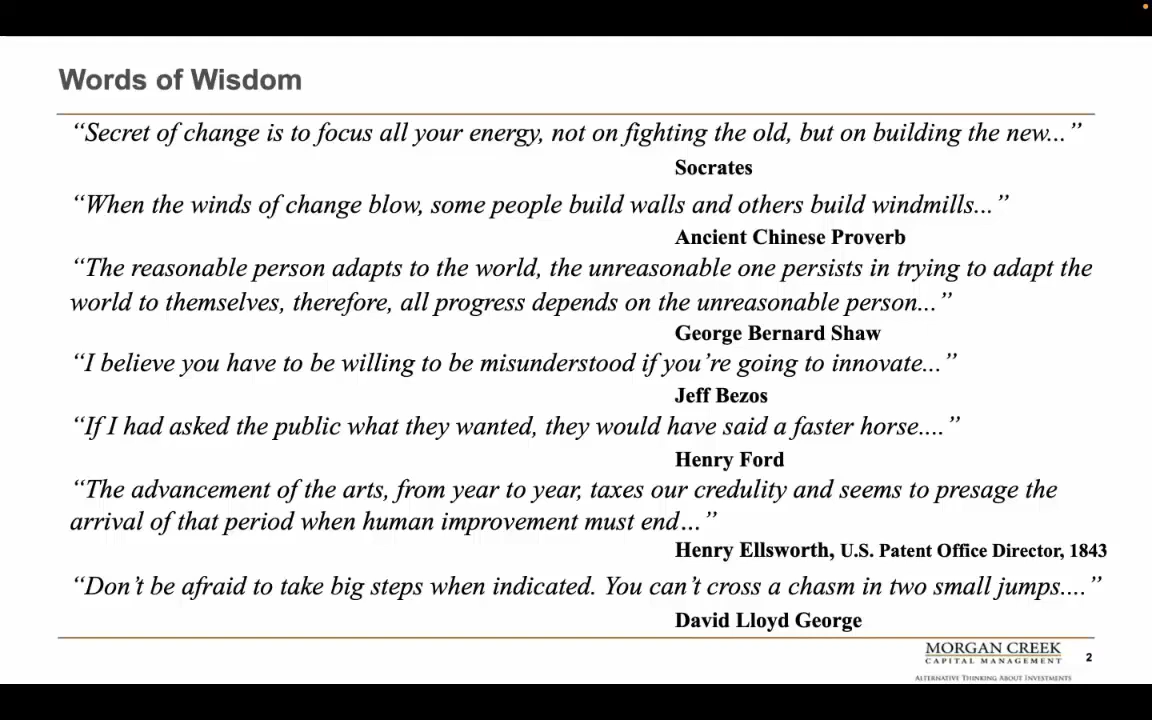 Words of Wisdom
“Secret of change is to focus all your energy, not on fighting the old, but on building the new...”
Socrates
“When the winds of change blow, some people build walls and others build windmills...”
Ancient Chinese Proverb
“The reasonable person adapts to the world, the unreasonable one persists in trying to adapt the
world to themselves, therefore, all progress depends on the unreasonable person...”
George Bernard Shaw
“I believe you have to be willing to be misunderstood if you’re going to innovate...”
Jeff Bezos
“If I had asked the public what they wanted, they would have said a faster horse....”
Henry Ford
“The advancement of the arts, from year to year, taxes our credulity and seems to presage the
arrival of that period when human improvement must end…”
Henry Ellsworth, U.S. Patent Office Director, 1843
“Don’t be afraid to take big steps when indicated. You can’t cross a chasm in two small jumps....”
David Lloyd George
MORGAN CREEK
CAPITAL MANAGEMENT
ALTERNATIVE THINKING ABOUT INVESTMENTS
2